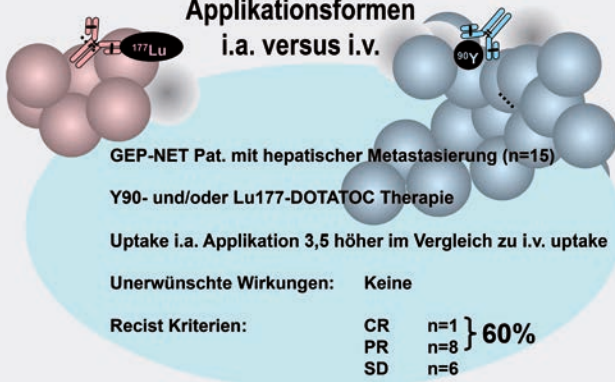 Applikationsformen
i.a. versus i.v.
177Lu
90Y
GEP-NET Pat. mit hepatischer Metastasierung (n=15)
Y90- und/oder Lu177-DOTATOC Therapie
Uptake i.a. Applikation 3,5 höher im Vergleich zu i.v. uptake
Unerwünschte Wirkungen: Keine
Recist Kriterien: CR n=1
PR n=8 } 60%
SD n=6